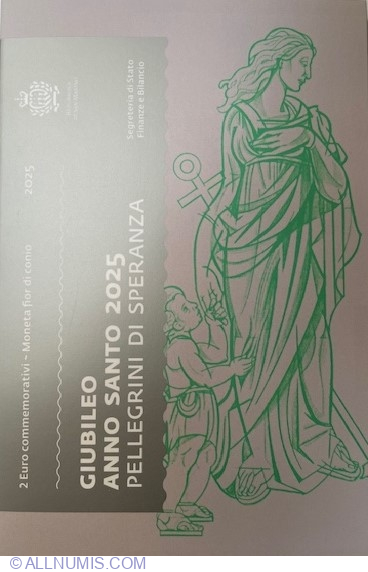 Segreteria di Stato
Finanze e Bilancio
2 Euro commemorativi - Moneta fior di conio 2025
GIUBILEO
ANNO SANTO 2025
PELLEGRINI DI SPERANZA
© ALLNUMIS.COM